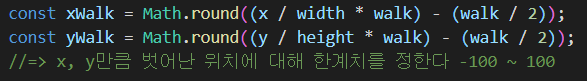 const xWalk = Math.round((x / width * walk) - (walk / 2));
const yWalk = Math.round((y / height * walk) - (walk / 2));
//=> x, y만큼 벗어난 위치에 대해 한계치를 정한다 -100 ~ 100